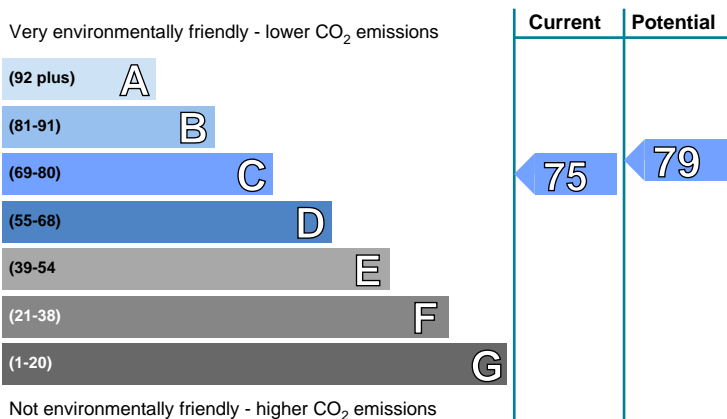 Current Potential
Very environmentally friendly - lower CO2 emissions
(92 plus) A
(81-91) B
(69-80) C
75 79
(55-68) D
(39-54 E
(21-38) F
(1-20) G
Not environmentally friendly - higher CO2 emissions